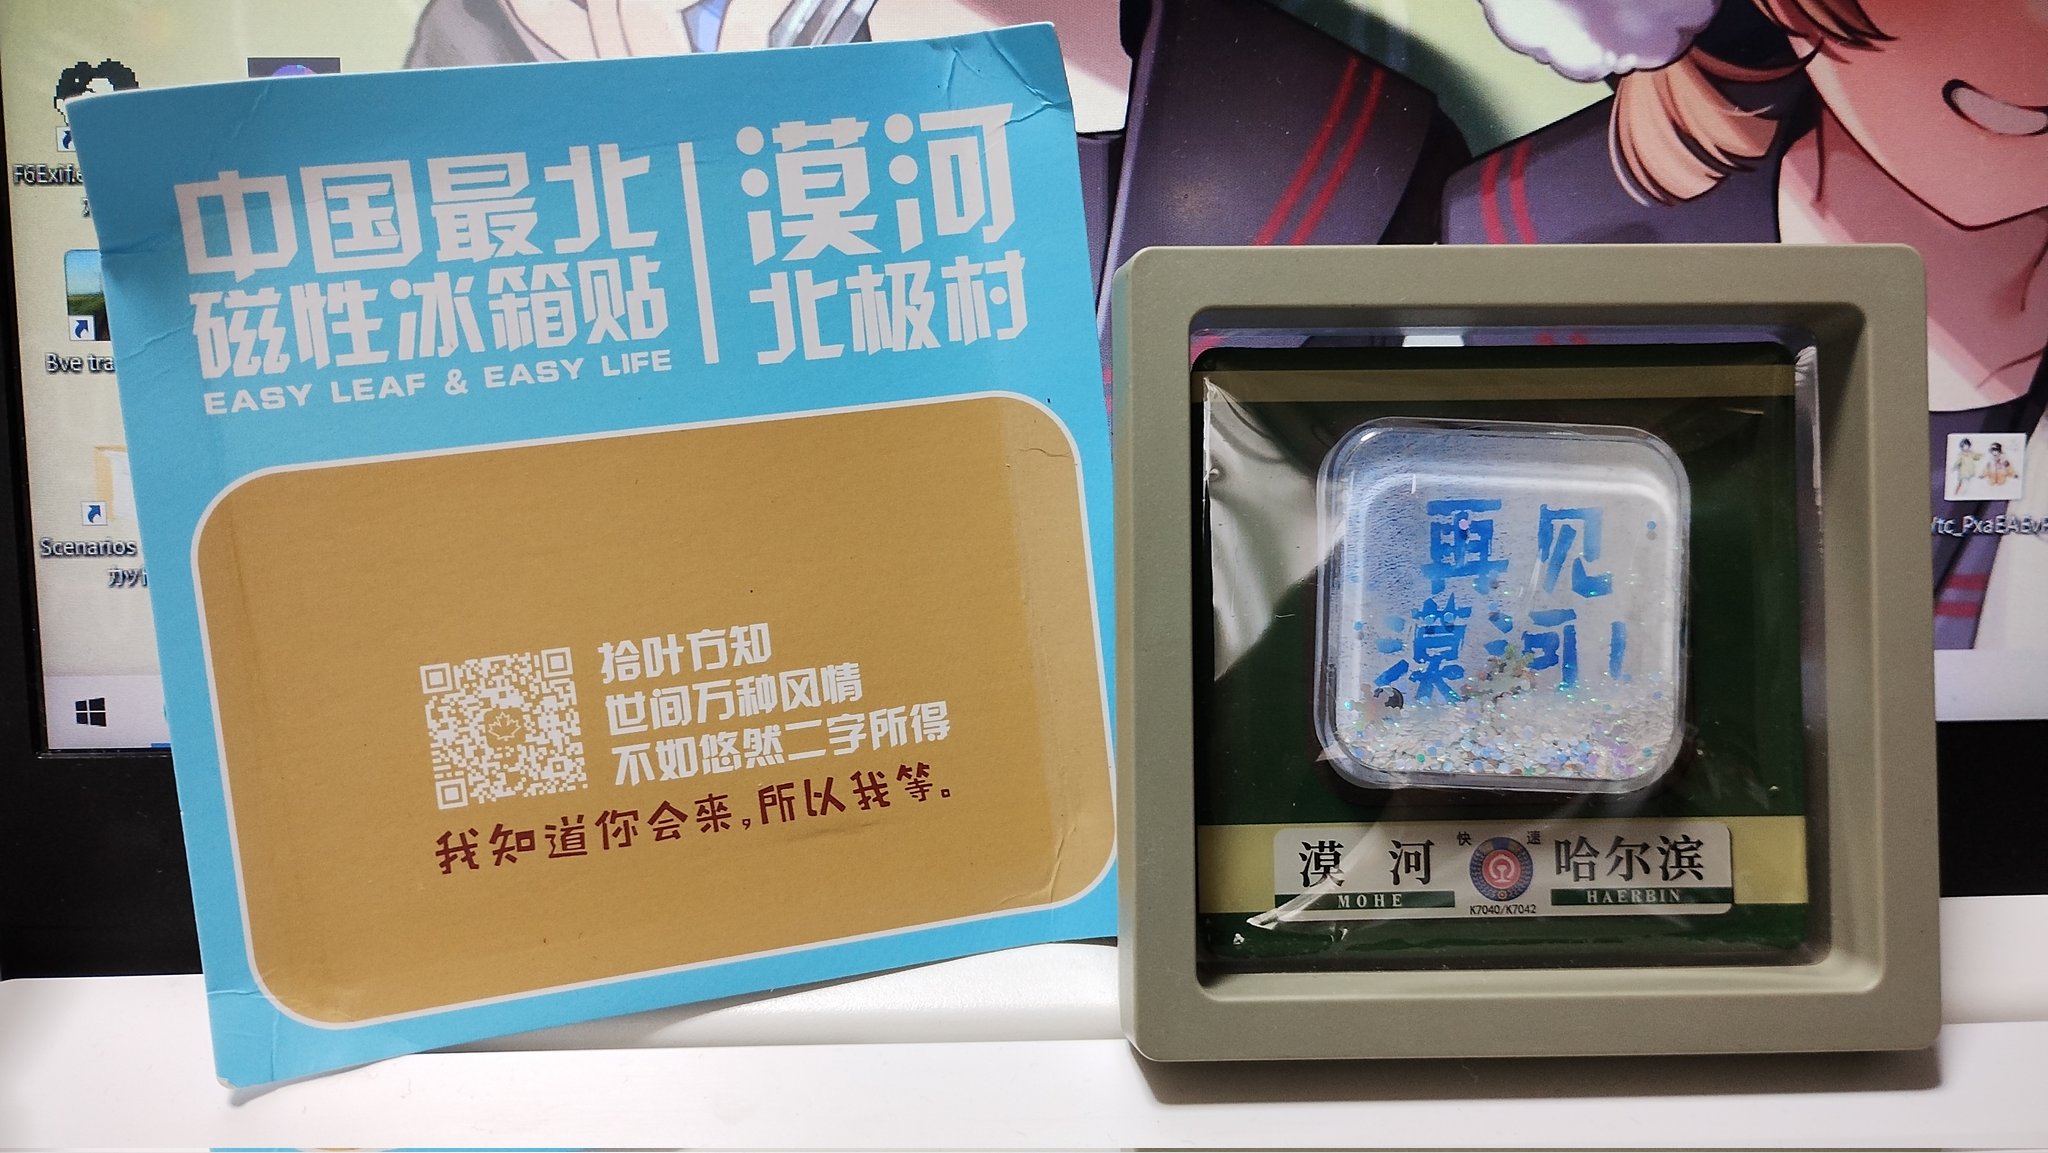 中国最北
磁性冰箱贴
EASY LEAF & EASY LIFE
漠河
北极村
拾叶方知
世间万种风情
不如悠然二字所得
我知道你会来,所以我等。
再见
漠河!
漠河
MOHE
快速
K7040/K7042
哈尔滨
HAERBIN
Bve tra
Scenarios